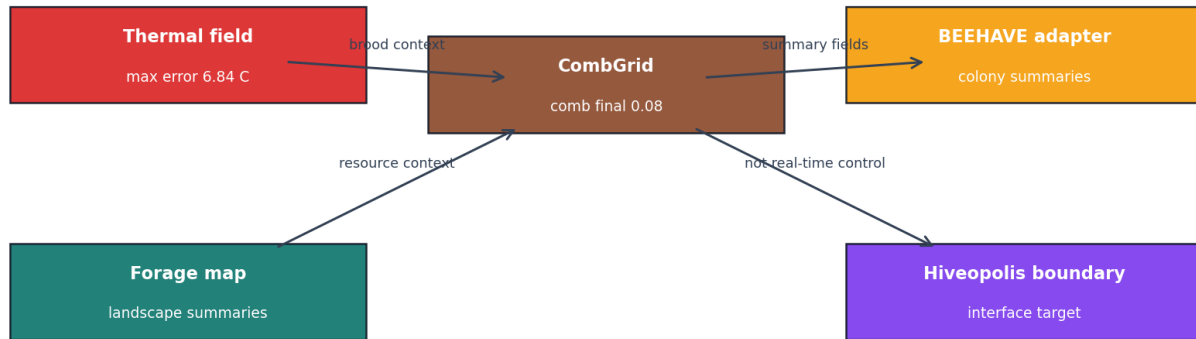 Thermal field
max error 6.84 C
brood context
CombGrid
comb final 0.08
summary fields
BEEHAVE adapter
colony summaries
resource context
not real-time control
Forage map
landscape summaries
Hiveopolis boundary
interface target